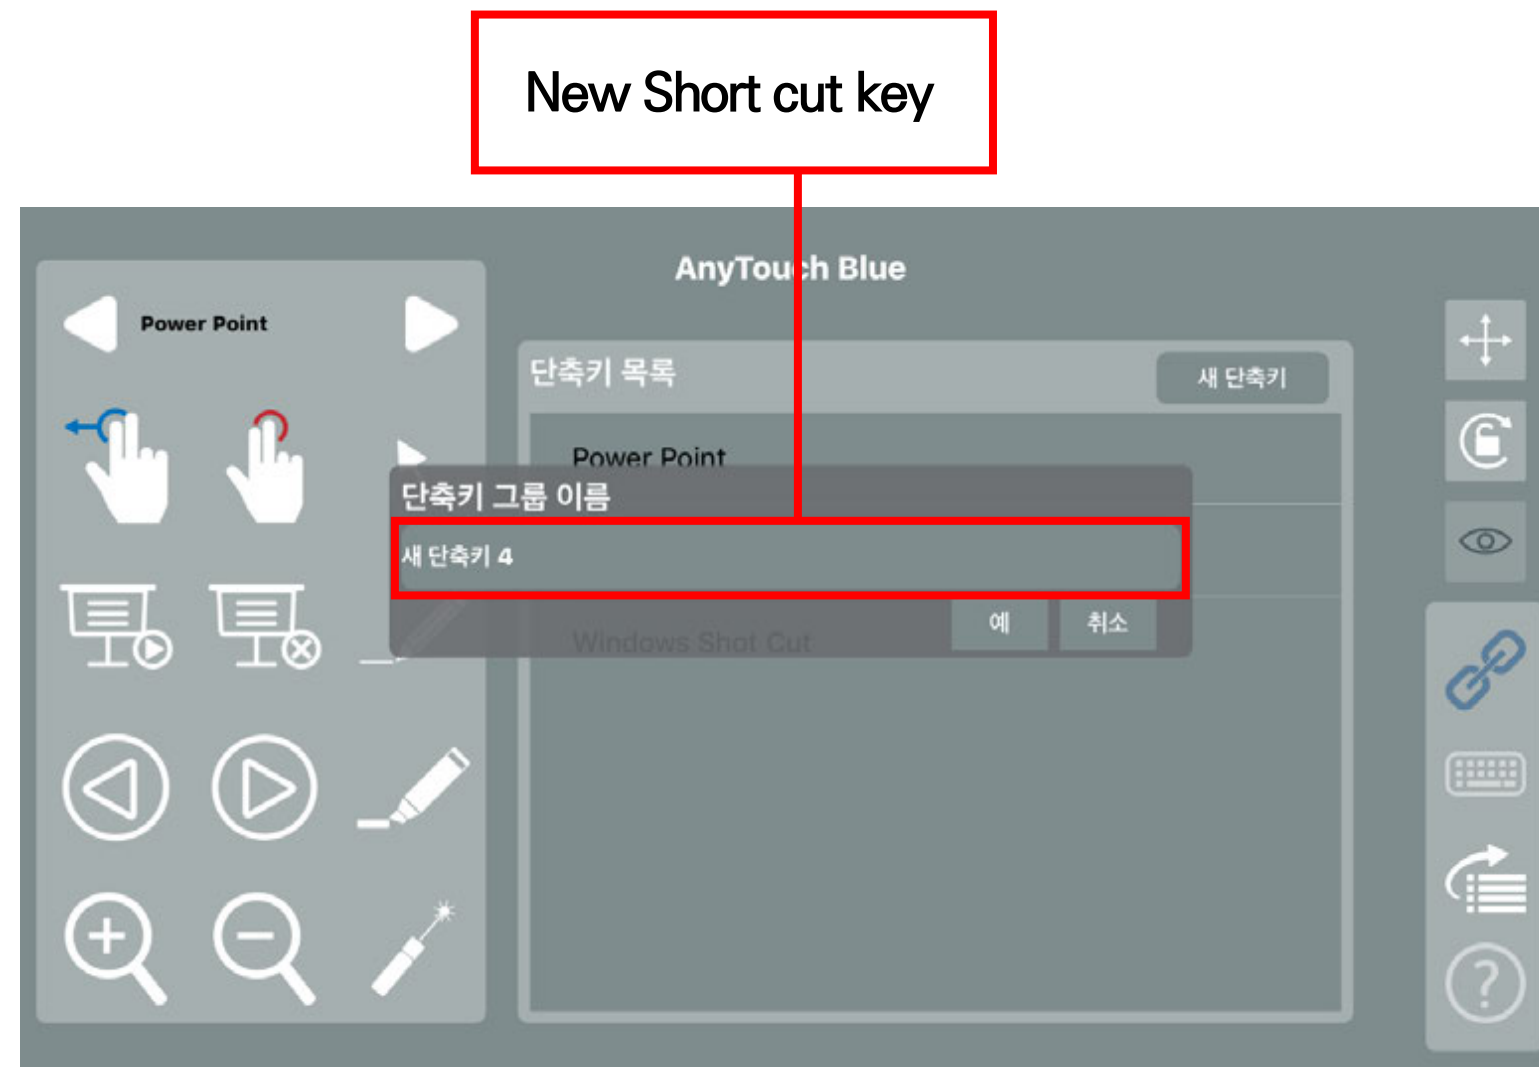 New Short cut key
AnyTouch Blue
Power Point
단축키 목록
새 단축키
Power Point
단축키 그룹 이름
새 단축키 4
예
취소
Windows Shot Cut